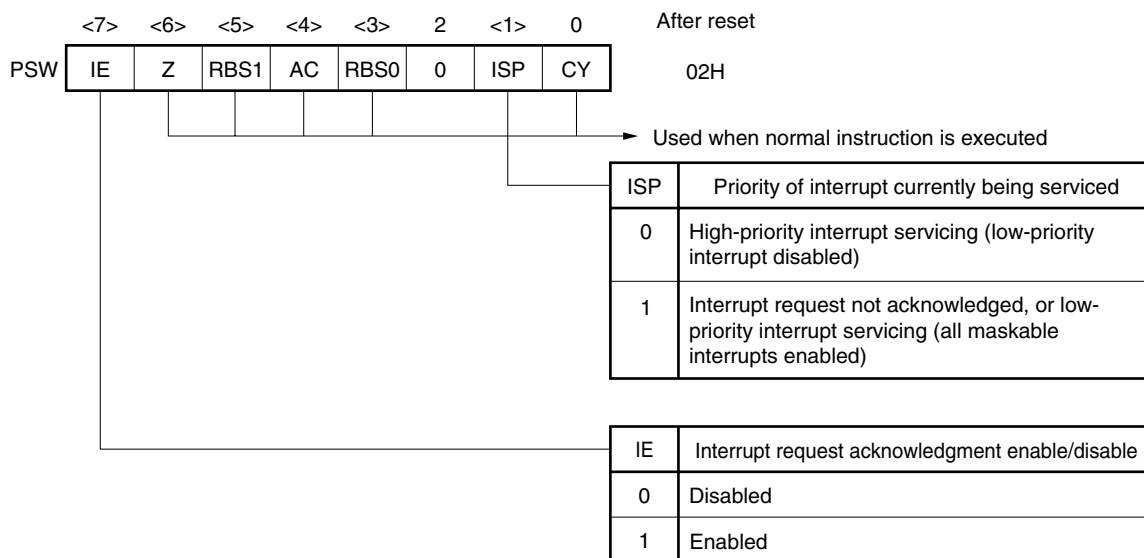 <7> <6> <5> <4> <3> 2 <1> 0 After reset
PSW IE Z RBS1 AC RBS0 0 ISP CY 02H
Used when normal instruction is executed
ISP Priority of interrupt currently being serviced
0 High-priority interrupt servicing (low-priority
interrupt disabled)
1 Interrupt request not acknowledged, or low-
priority interrupt servicing (all maskable
interrupts enabled)
IE Interrupt request acknowledgment enable/disable
0 Disabled
1 Enabled